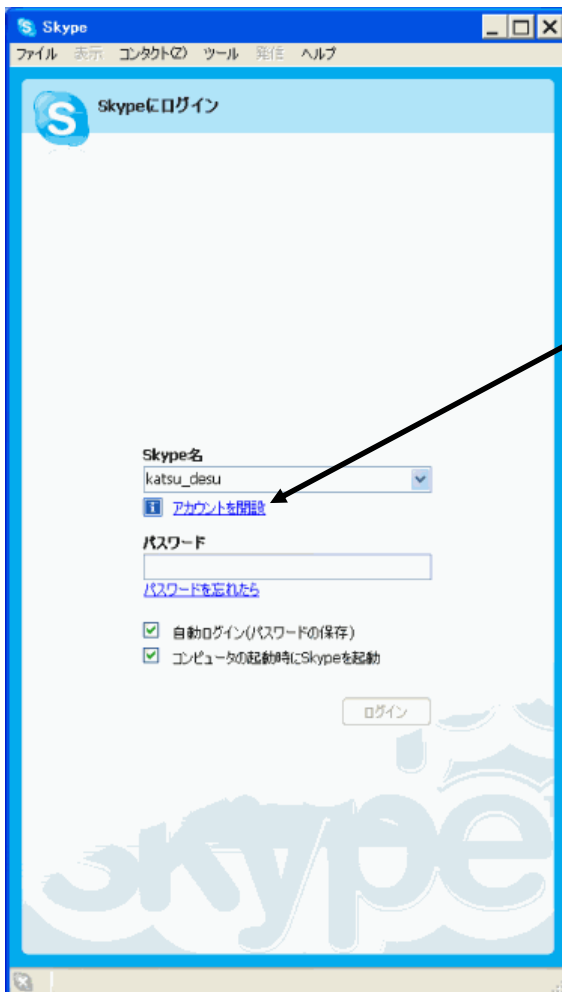 Skype
ファイル 表示 コンタクト(Z) ツール 発信 ヘルプ
Skypeにログイン
Skype名
katsu_desu
アカウントを開設
パスワード
パスワードを忘れたら
自動ログイン(パスワードの保存)
コンピュータの起動時にSkypeを起動
ログイン
skype